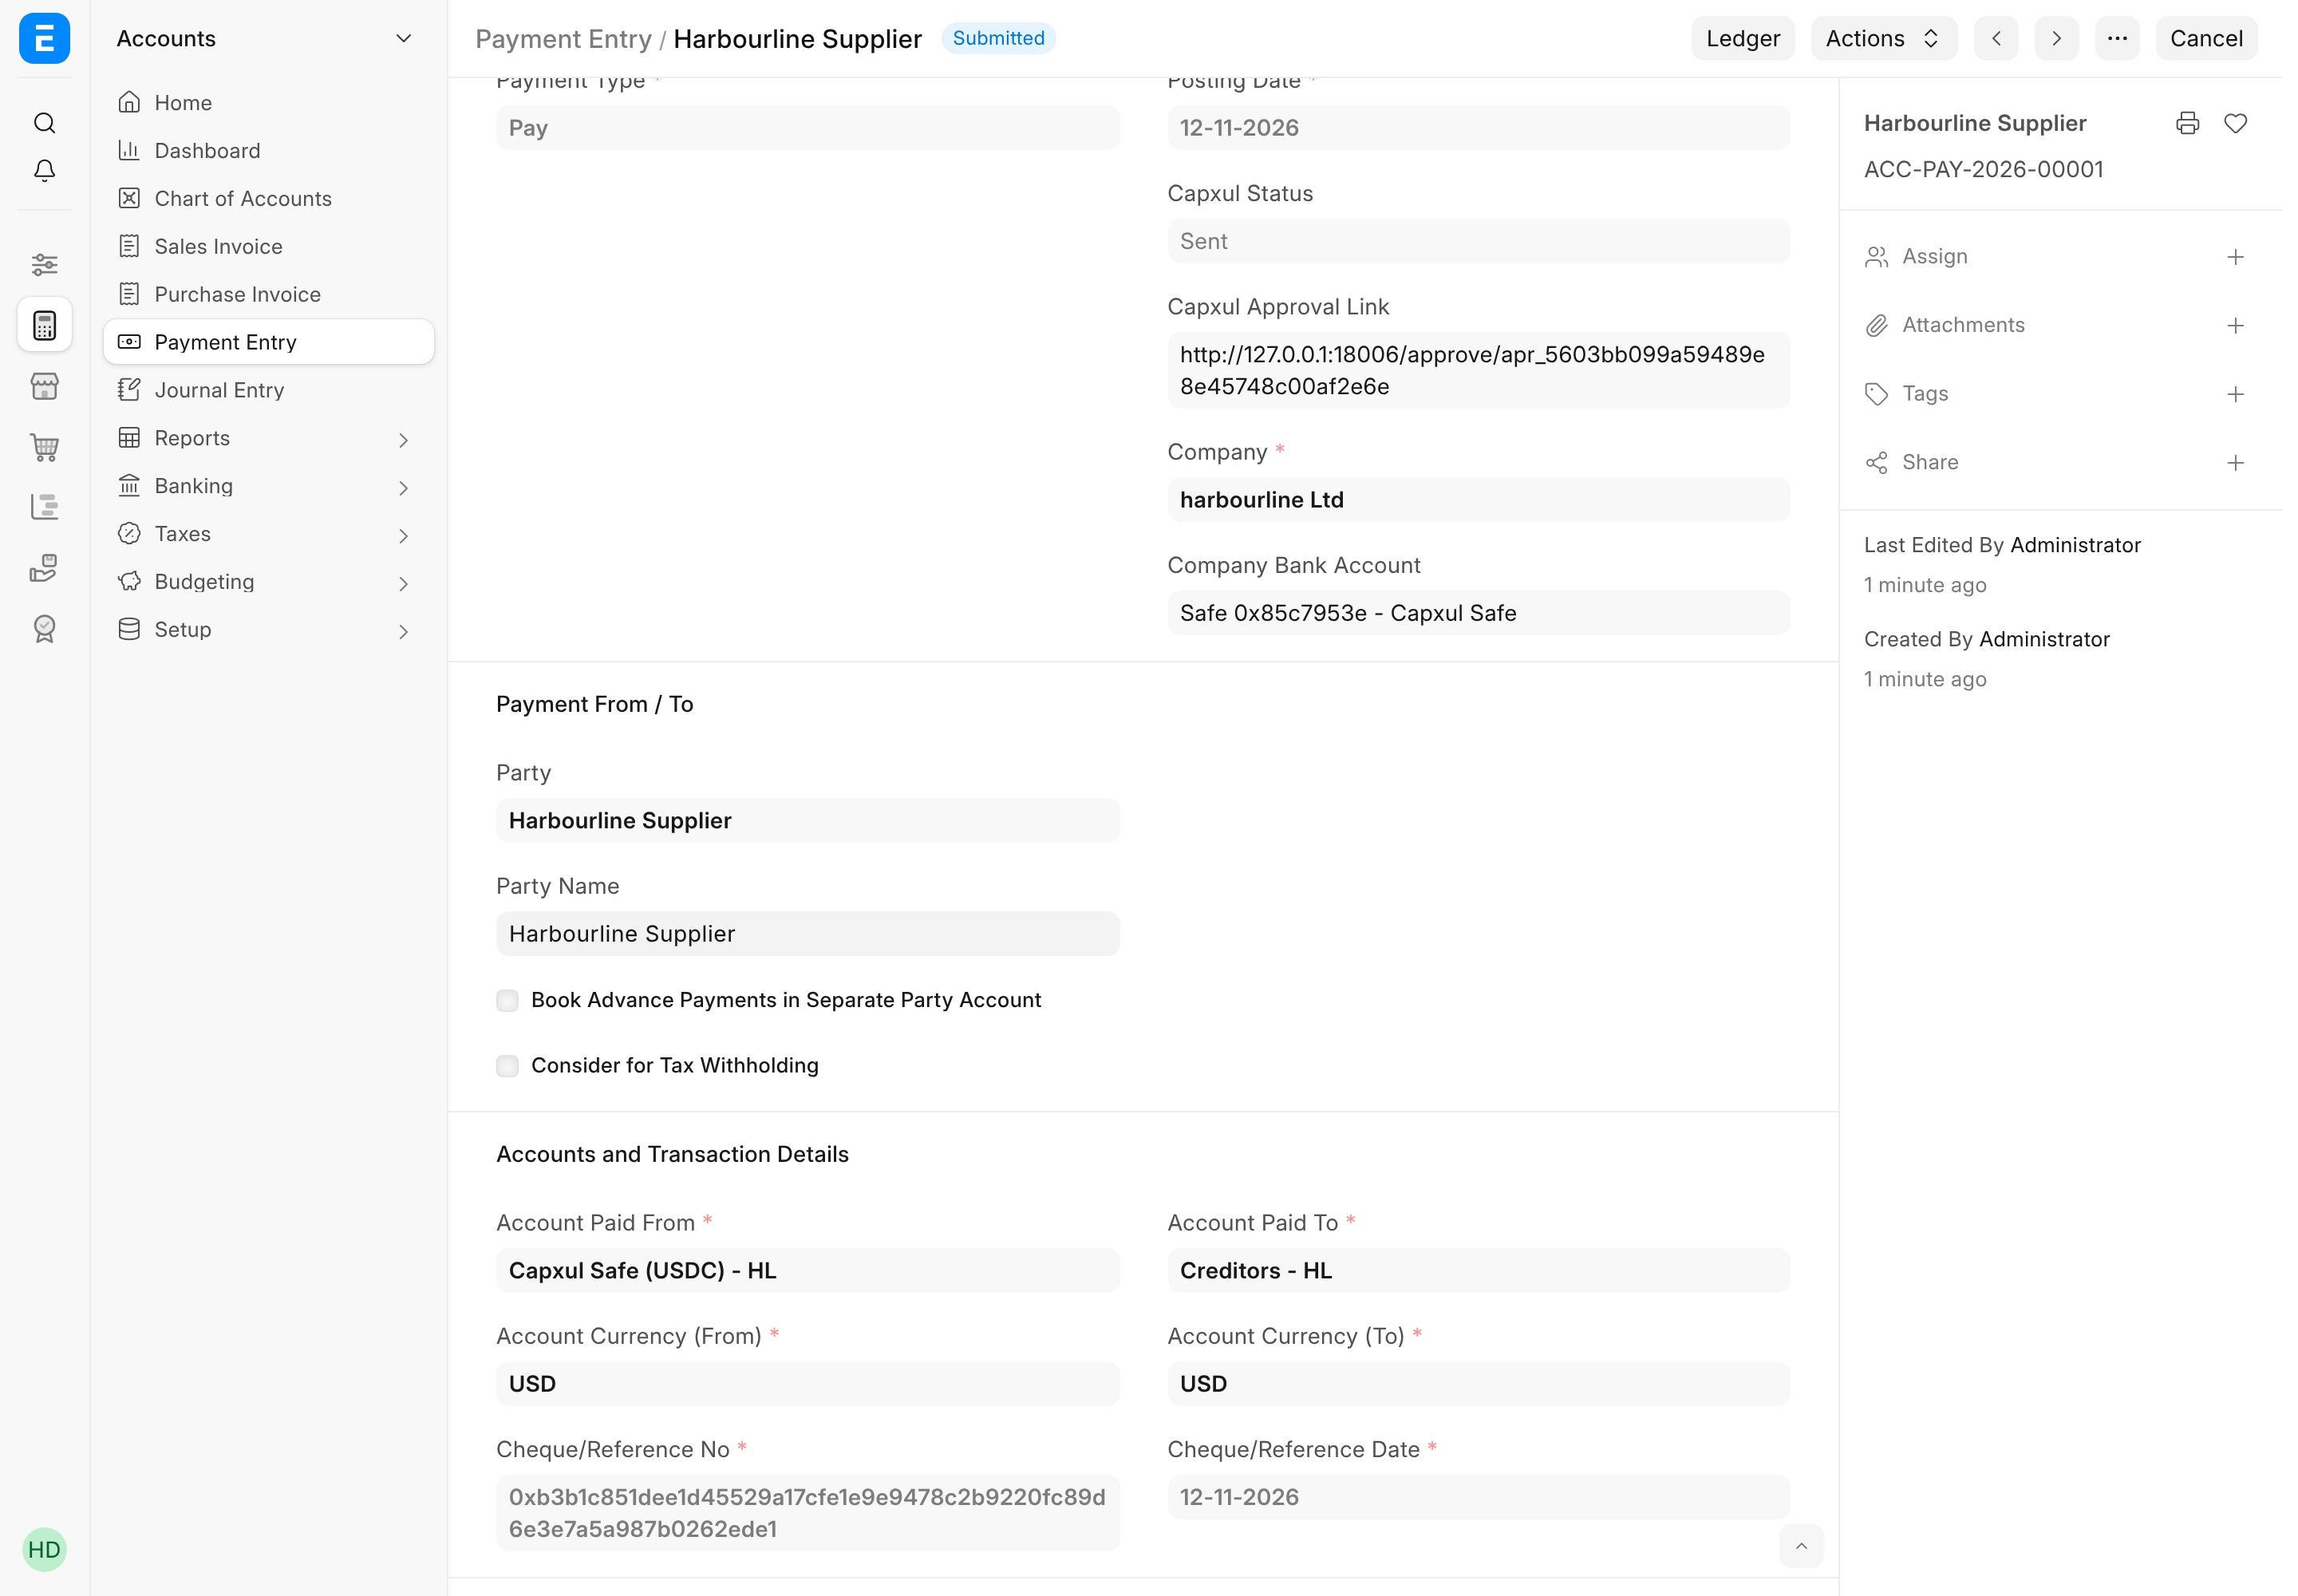 E
Accounts
Home
Dashboard
Chart of Accounts
Sales Invoice
Purchase Invoice
Payment Entry
Journal Entry
Reports
Banking
Taxes
Budgeting
Setup
HD
Payment Entry / Harbourline Supplier Submitted
Ledger Actions ... Cancel
Payment Type *
Pay
Posting Date *
12-11-2026
Capxul Status
Sent
Capxul Approval Link
http://127.0.0.1:18006/approve/apr_5603bb099a59489e
8e45748c00af2e6e
Company *
harbourline Ltd
Company Bank Account
Safe 0x85c7953e - Capxul Safe
Payment From / To
Party
Harbourline Supplier
Party Name
Harbourline Supplier
Book Advance Payments in Separate Party Account
Consider for Tax Withholding
Accounts and Transaction Details
Account Paid From *
Capxul Safe (USDC) - HL
Account Paid To *
Creditors - HL
Account Currency (From) *
USD
Account Currency (To) *
USD
Cheque/Reference No *
0xb3b1c851dee1d45529a17cfe1e9e9478c2b9220fc89d
6e3e7a5a987b0262ede1
Cheque/Reference Date *
12-11-2026
Harbourline Supplier
ACC-PAY-2026-00001
Assign
Attachments
Tags
Share
Last Edited By Administrator
1 minute ago
Created By Administrator
1 minute ago